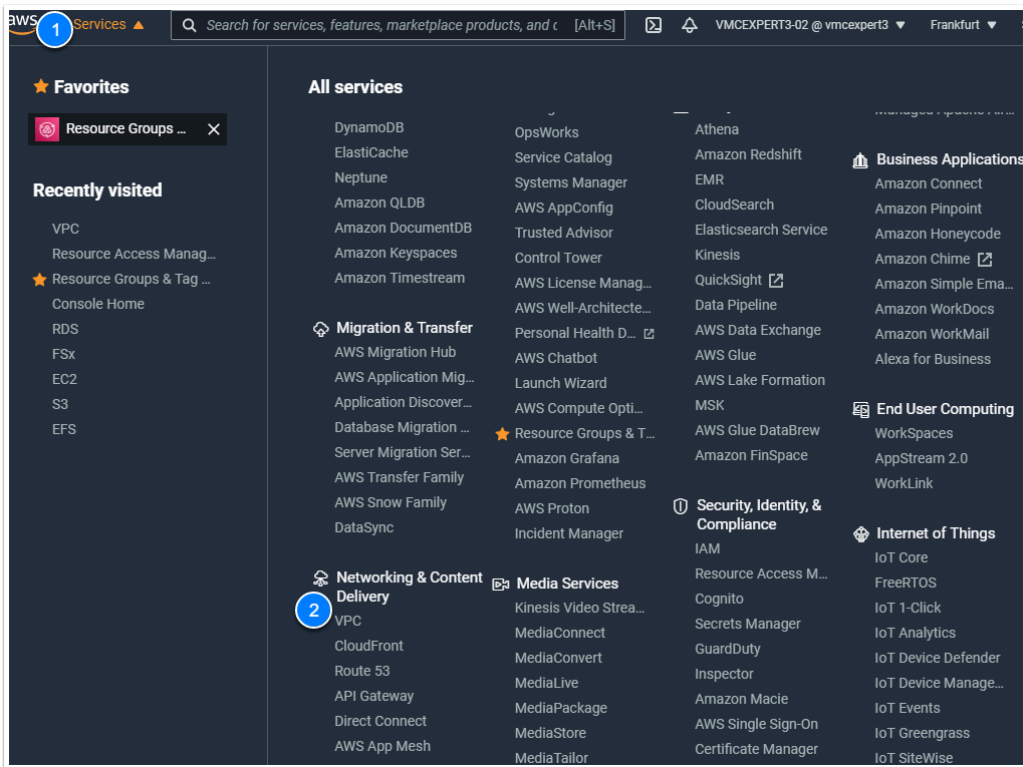 aws
1
Services
Search for services, features, marketplace products, and c
[Alt+S]
VMCEXPERT3-02 @ vmcexpert3
Frankfurt
Favorites
Resource Groups ...
Recently visited
VPC
Resource Access Manag...
Resource Groups & Tag ...
Console Home
RDS
FSx
EC2
S3
EFS
All services
DynamoDB
ElastiCache
Neptune
Amazon QLDB
Amazon DocumentDB
Amazon Keyspaces
Amazon Timestream
Migration & Transfer
AWS Migration Hub
AWS Application Mig...
Application Discover...
Database Migration ...
Server Migration Ser...
AWS Transfer Family
AWS Snow Family
DataSync
Networking & Content
Delivery
2
VPC
CloudFront
Route 53
API Gateway
Direct Connect
AWS App Mesh
OpsWorks
Service Catalog
Systems Manager
AWS AppConfig
Trusted Advisor
Control Tower
AWS License Manag...
AWS Well-Architecte...
Personal Health D...
AWS Chatbot
Launch Wizard
AWS Compute Opti...
Resource Groups & T...
Amazon Grafana
Amazon Prometheus
AWS Proton
Incident Manager
Media Services
Kinesis Video Strea...
MediaConnect
MediaConvert
MediaLive
MediaPackage
MediaStore
MediaTailor
Athena
Amazon Redshift
EMR
CloudSearch
Elasticsearch Service
Kinesis
QuickSight
Data Pipeline
AWS Data Exchange
AWS Glue
AWS Lake Formation
MSK
AWS Glue DataBrew
Amazon FinSpace
Security, Identity, &
Compliance
IAM
Resource Access M...
Cognito
Secrets Manager
GuardDuty
Inspector
Amazon Macie
AWS Single Sign-On
Certificate Manager
Business Applications
Amazon Connect
Amazon Pinpoint
Amazon Honeycode
Amazon Chime
Amazon Simple Ema...
Amazon WorkDocs
Amazon WorkMail
Alexa for Business
End User Computing
WorkSpaces
AppStream 2.0
WorkLink
Internet of Things
IoT Core
FreeRTOS
IoT 1-Click
IoT Analytics
IoT Device Defender
IoT Device Manage...
IoT Events
IoT Greengrass
IoT SiteWise